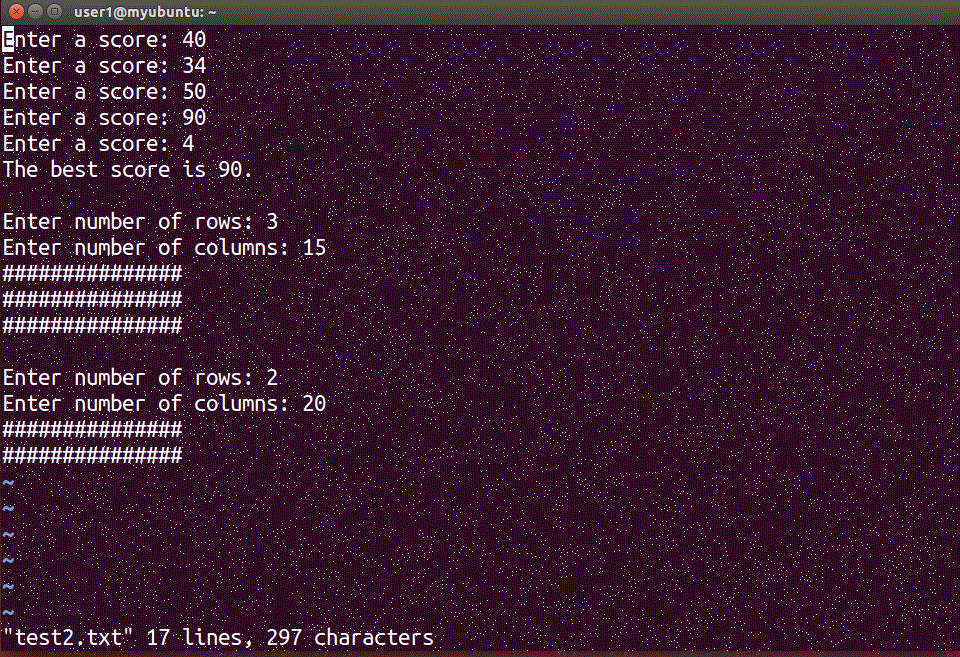 user1@myubuntu: ~
Enter a score: 40
Enter a score: 34
Enter a score: 50
Enter a score: 90
Enter a score: 4
The best score is 90.

Enter number of rows: 3
Enter number of columns: 15
###############
###############
###############

Enter number of rows: 2
Enter number of columns: 20
###############
###############
~
~
~
~
~
~
"test2.txt" 17 lines, 297 characters